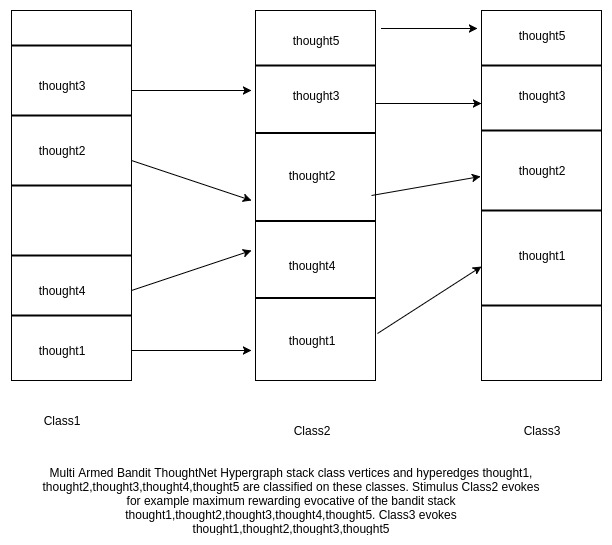 thought5
thought5
thought3
thought3
thought3
thought2
thought2
thought2
thought4
thought4
thought1
thought1
thought1
Class1
Class2
Class3
Multi Armed Bandit ThoughtNet Hypergraph stack class vertices and hyperedges thought1,
thought2,thought3,thought4,thought5 are classified on these classes. Stimulus Class2 evokes
for example maximum rewarding evocative of the bandit stack
thought1,thought2,thought3,thought4,thought5. Class3 evokes
thought1,thought2,thought3,thought5